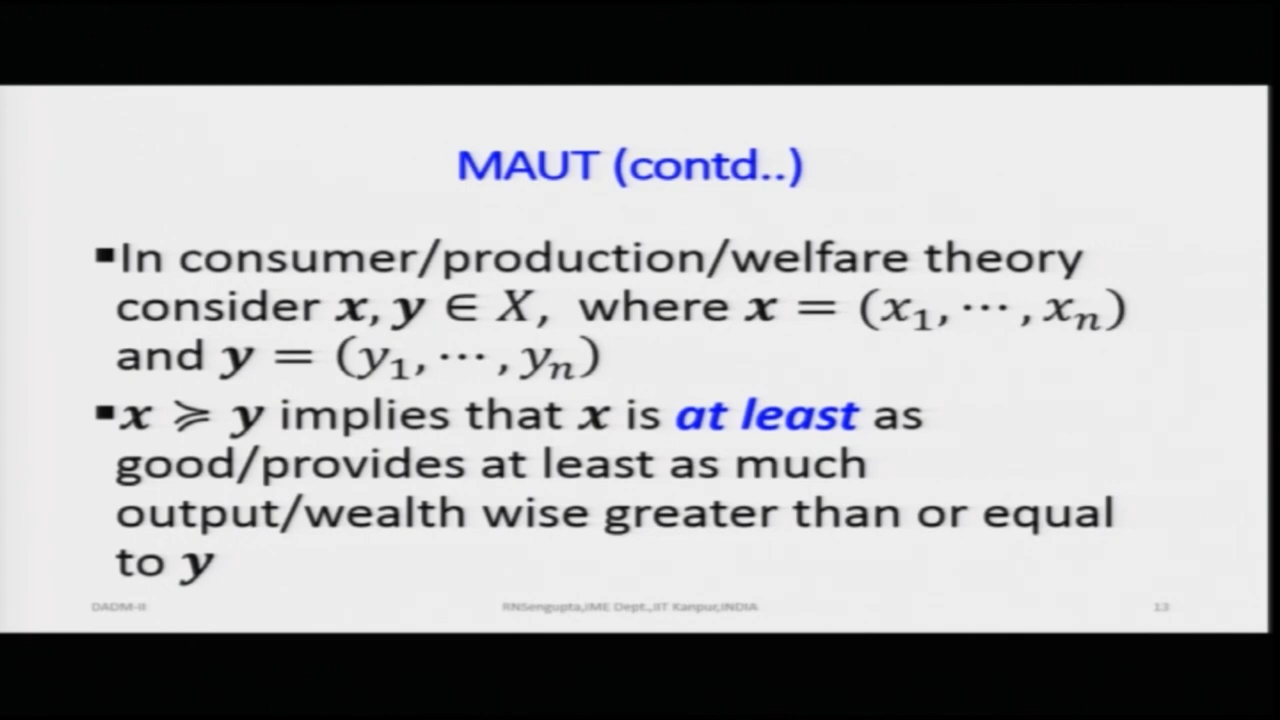 MAUT (contd..)
▪In consumer/production/welfare theory
consider x, y ∈ X, where x = (x₁, ⋯ , xₙ)
and y = (y₁, ⋯ , yₙ)
▪x ≽ y implies that x is at least as
good/provides at least as much
output/wealth wise greater than or equal
to y
DADM-II RNSengupta,IME Dept.,IIT Kanpur,INDIA 13